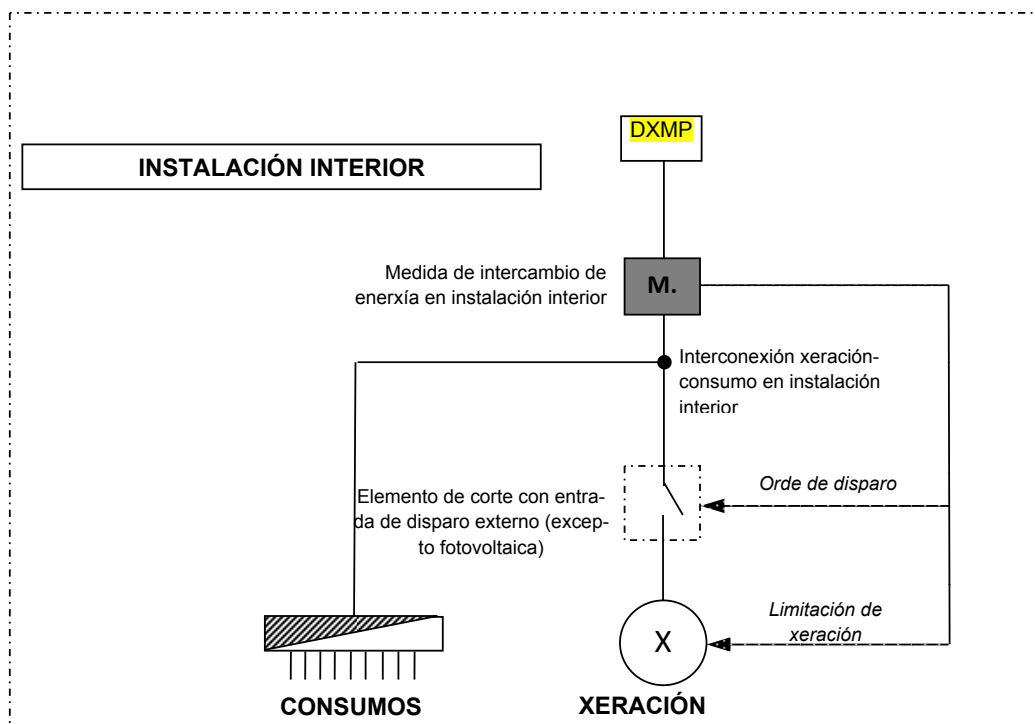 DXMP
INSTALACIÓN INTERIOR
Medida de intercambio de
enerxía en instalación interior
M.
Interconexión xeración-
consumo en instalación
interior
Orde de disparo
Elemento de corte con entra-
da de disparo externo (excep-
to fotovoltaica)
Limitación de
xeración
X
CONSUMOS
XERACIÓN